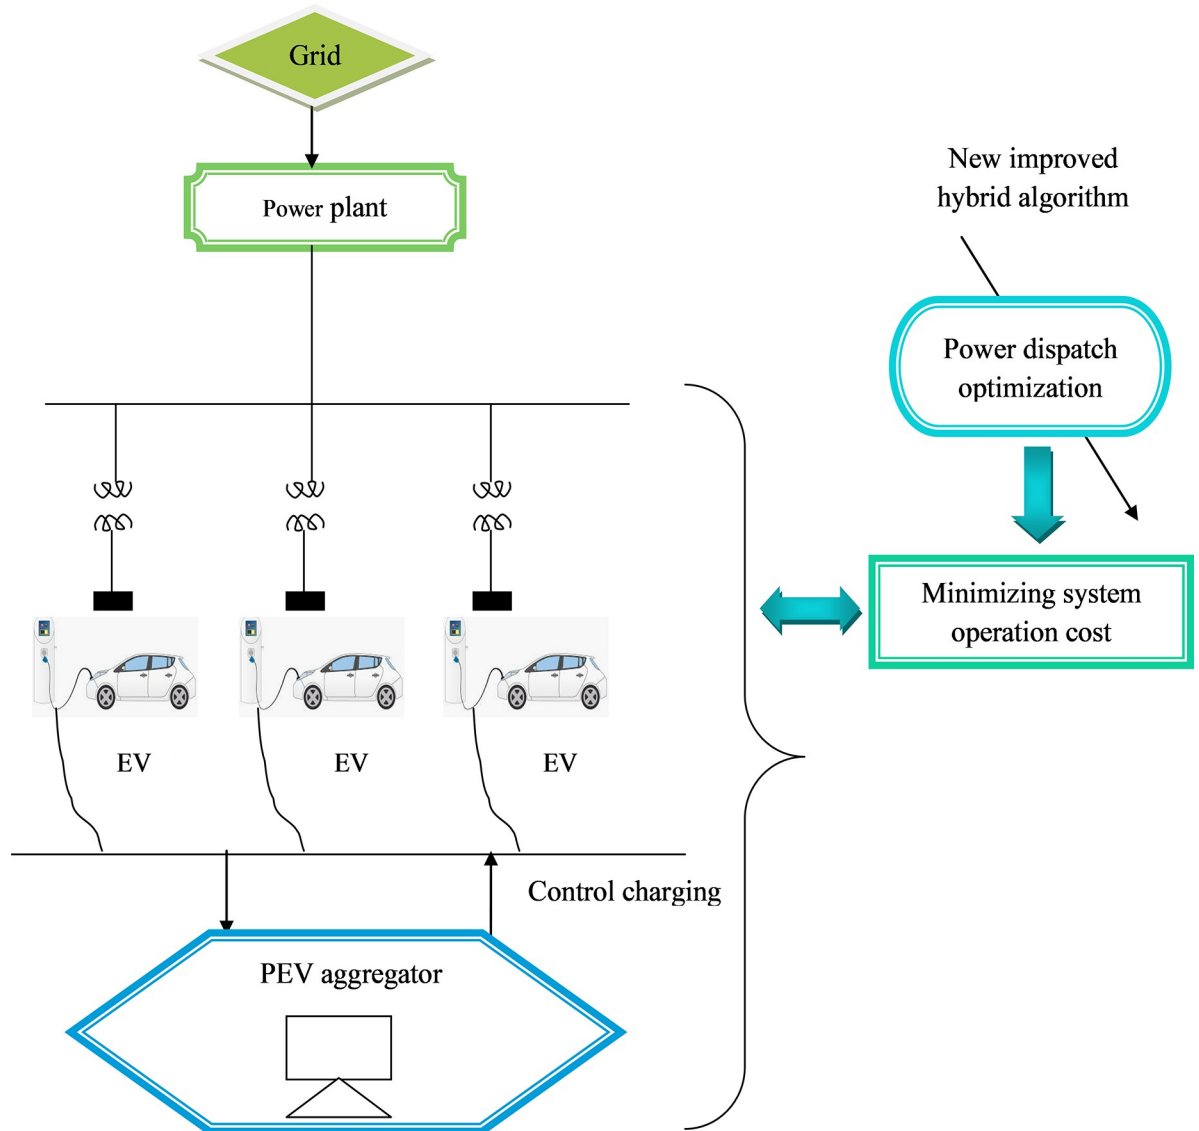 Grid
Power plant
New improved
hybrid algorithm
Power dispatch
optimization
Minimizing system
operation cost
EV
EV
EV
Control charging
PEV aggregator